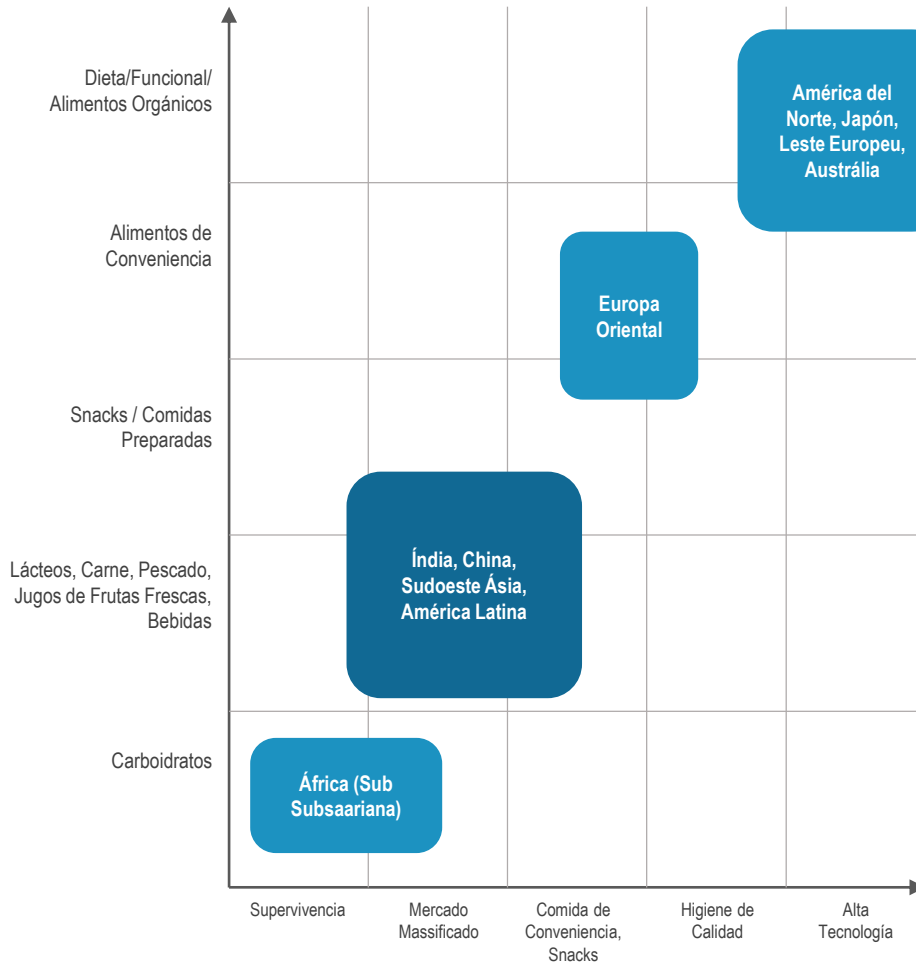 Dieta/Funcional/
Alimentos Orgánicos
América del
Norte, Japón,
Leste Europeu,
Austrália
Alimentos de
Conveniencia
Europa
Oriental
Snacks / Comidas
Preparadas
Lácteos, Carne, Pescado,
Jugos de Frutas Frescas,
Bebidas
Índia, China,
Sudoeste Ásia,
América Latina
Carboidratos
África (Sub
Subsaariana)
Supervivencia
Mercado
Massificado
Comida de
Conveniencia,
Snacks
Higiene de
Calidad
Alta
Tecnología